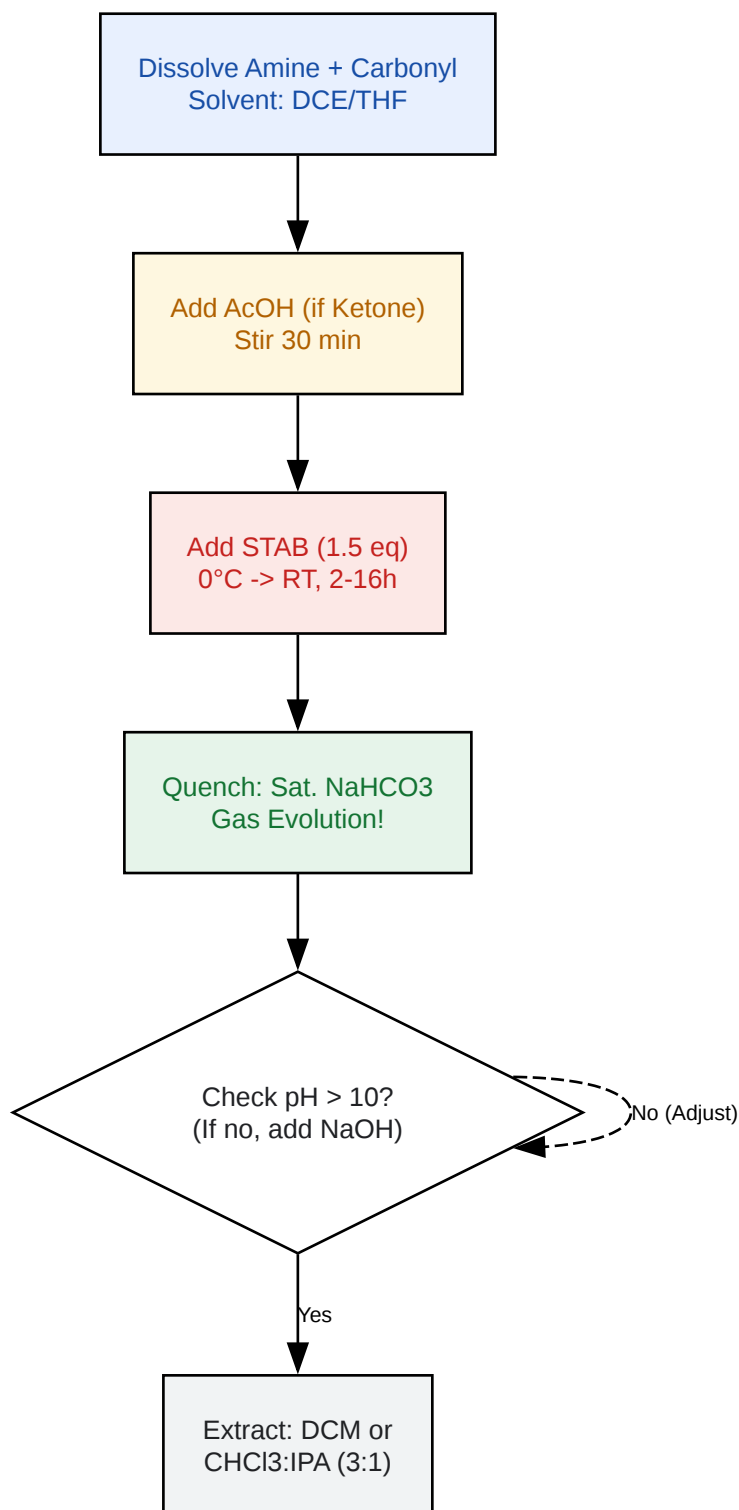 Dissolve Amine + Carbonyl
Solvent: DCE/THF
Add AcOH (if Ketone)
Stir 30 min
Add STAB (1.5 eq)
0°C -> RT, 2-16h
Quench: Sat. NaHCO3
Gas Evolution!
Check pH > 10?
(If no, add NaOH)
No (Adjust)
Yes
Extract: DCM or
CHCl3:IPA (3:1)